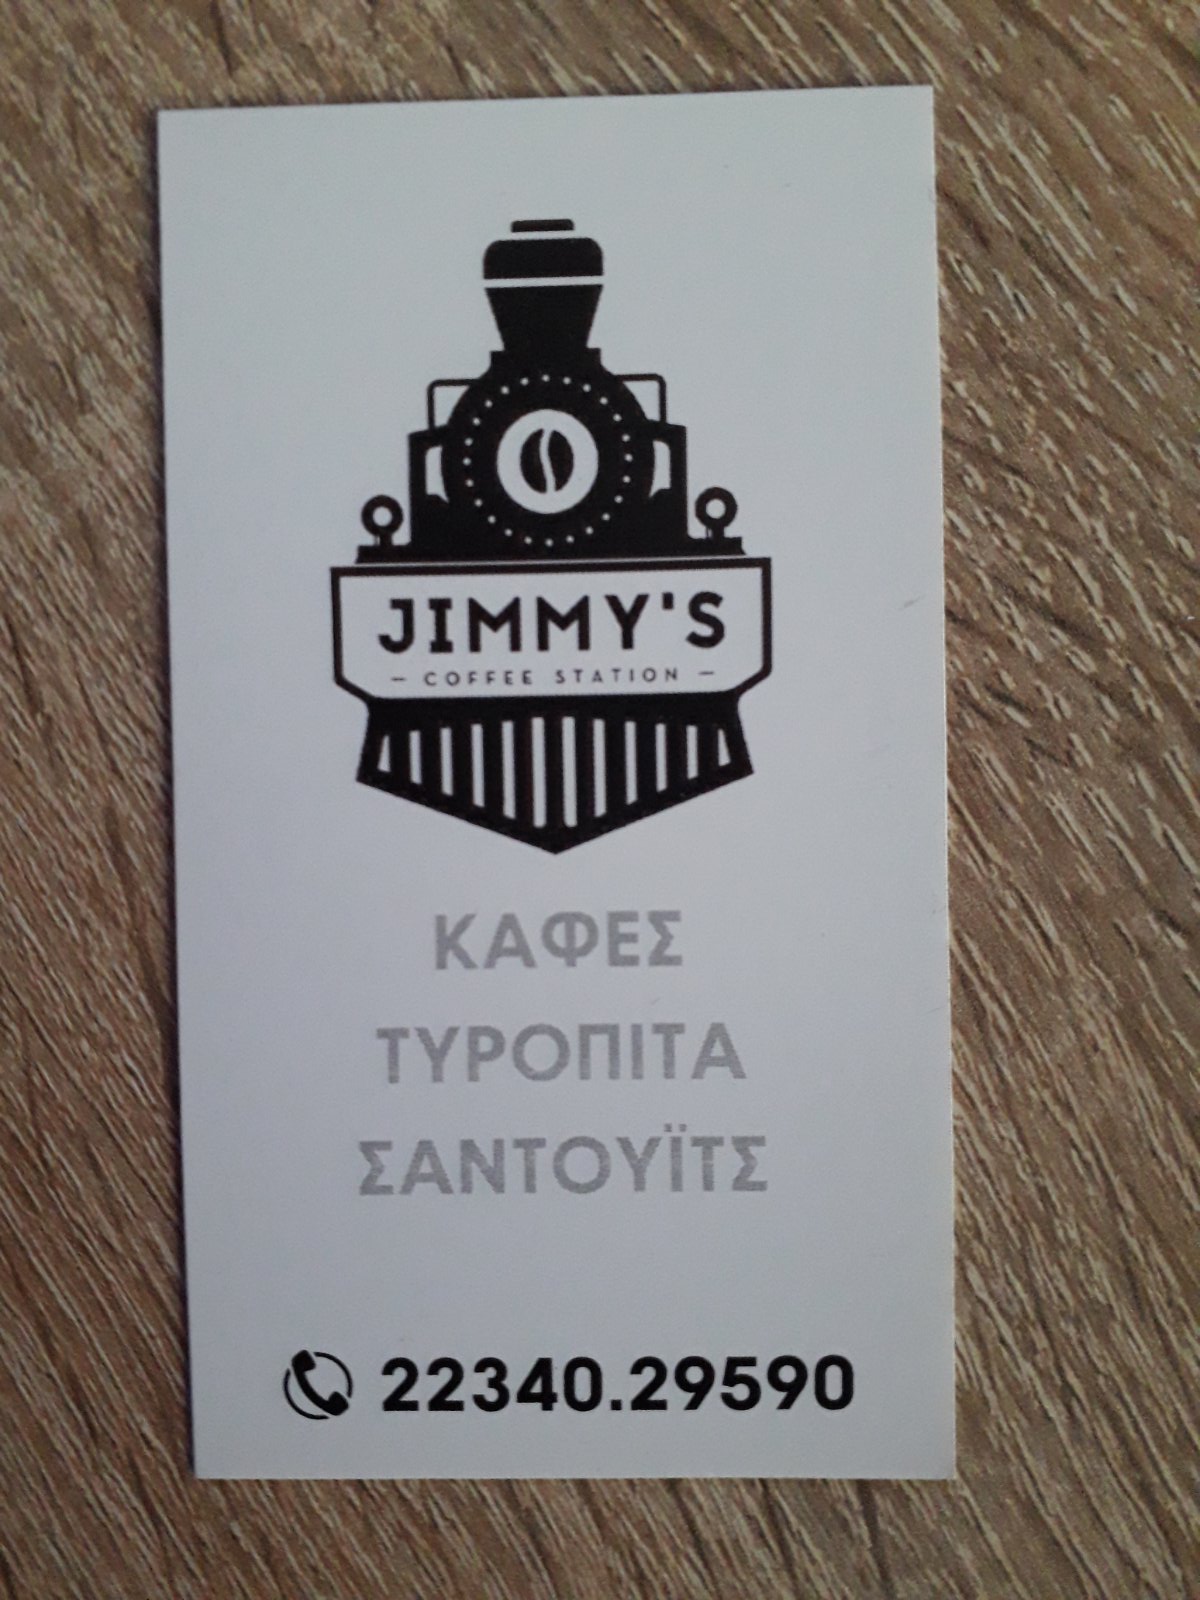 JIMMY'S
- COFFEE STATION -
ΚΑΦΕΣ
ΤΥΡΟΠΙΤΑ
ΣΑΝΤΟΥΪΤΣ
22340.29590